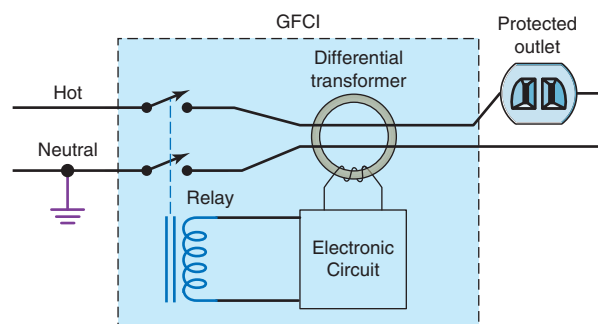 GFCI
Protected
outlet
Differential
transformer
Hot
Neutral
Relay
Electronic
Circuit